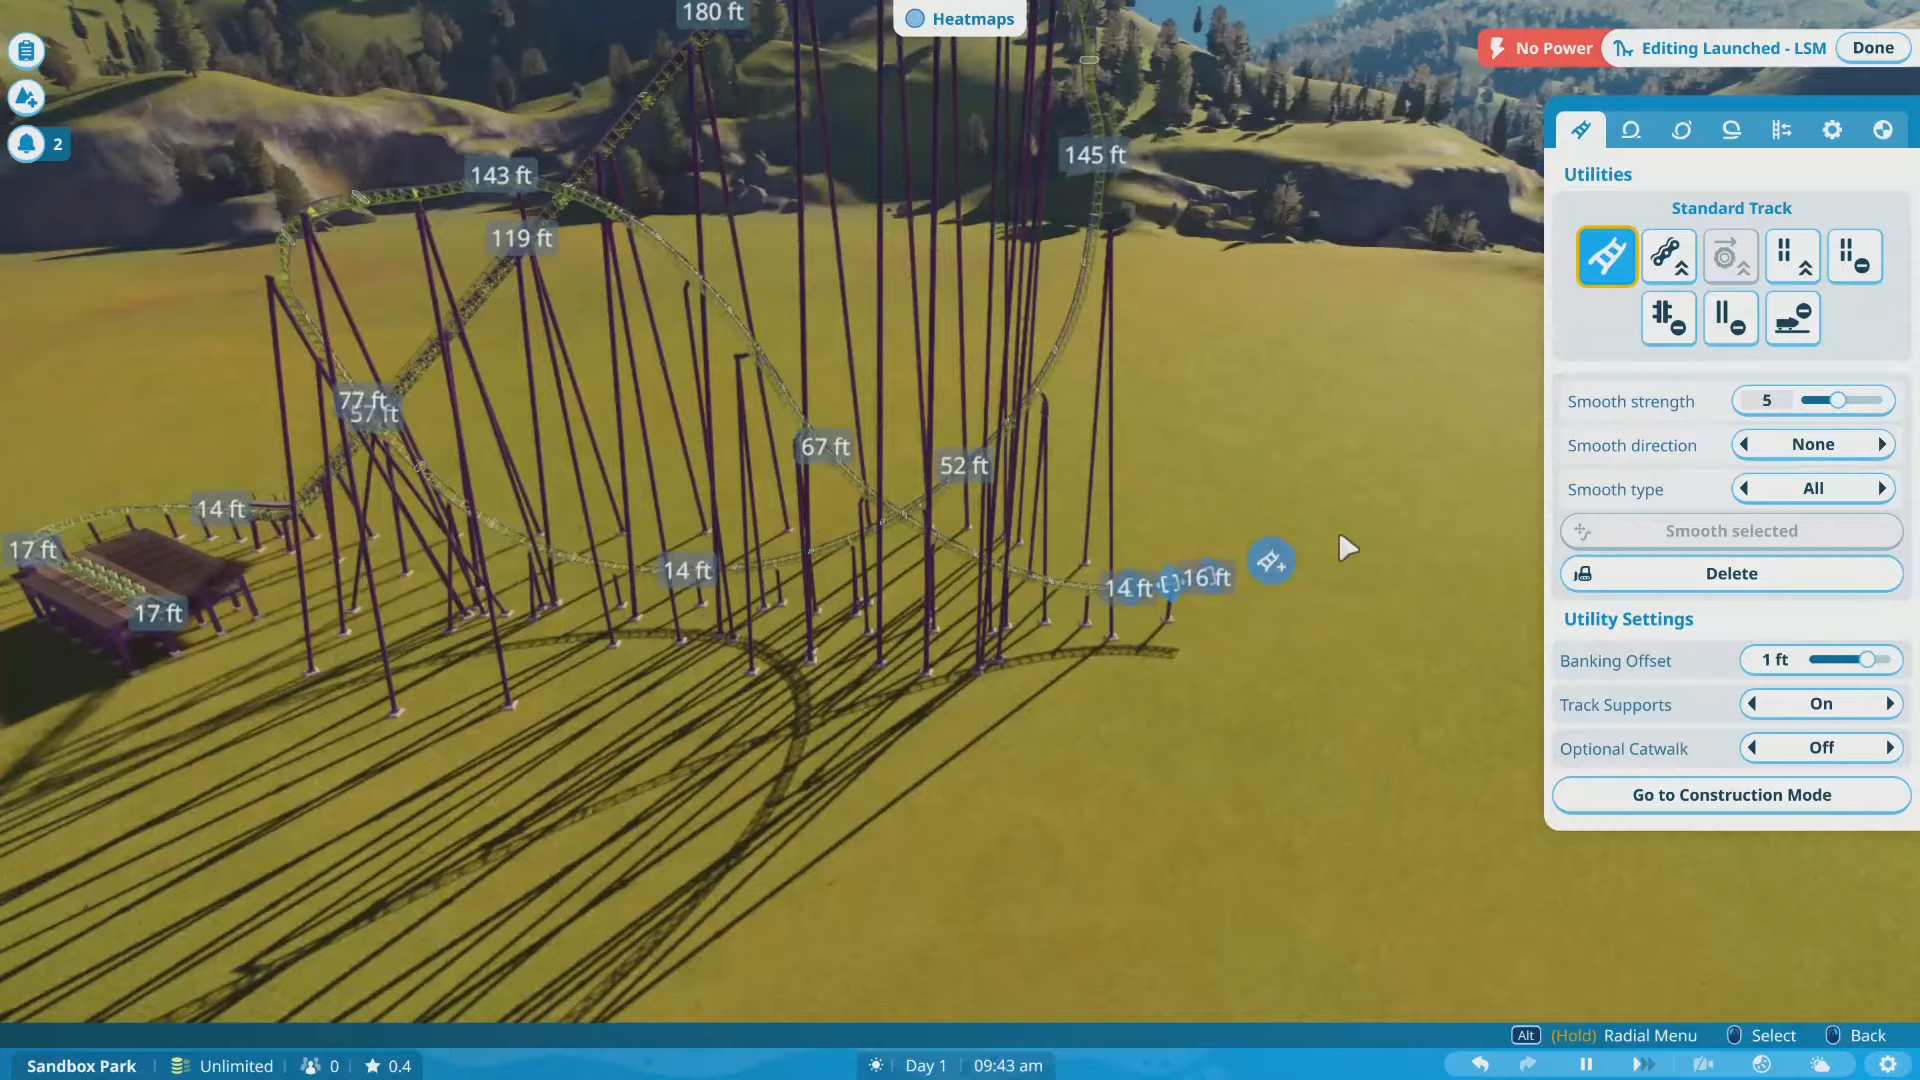 180 ft
Heatmaps
No Power
Editing Launched - LSM
Done
2
143 ft
145 ft
119 ft
77 ft
57 ft
67 ft
52 ft
14 ft
17 ft
14 ft
17 ft
14 ft
16 ft
Utilities
Standard Track
Smooth strength
5
Smooth direction
None
Smooth type
All
Smooth selected
Delete
Utility Settings
Banking Offset
1 ft
Track Supports
On
Optional Catwalk
Off
Go to Construction Mode
Alt (Hold) Radial Menu
Select
Back
Sandbox Park
Unlimited
0
0.4
Day 1
09:43 am